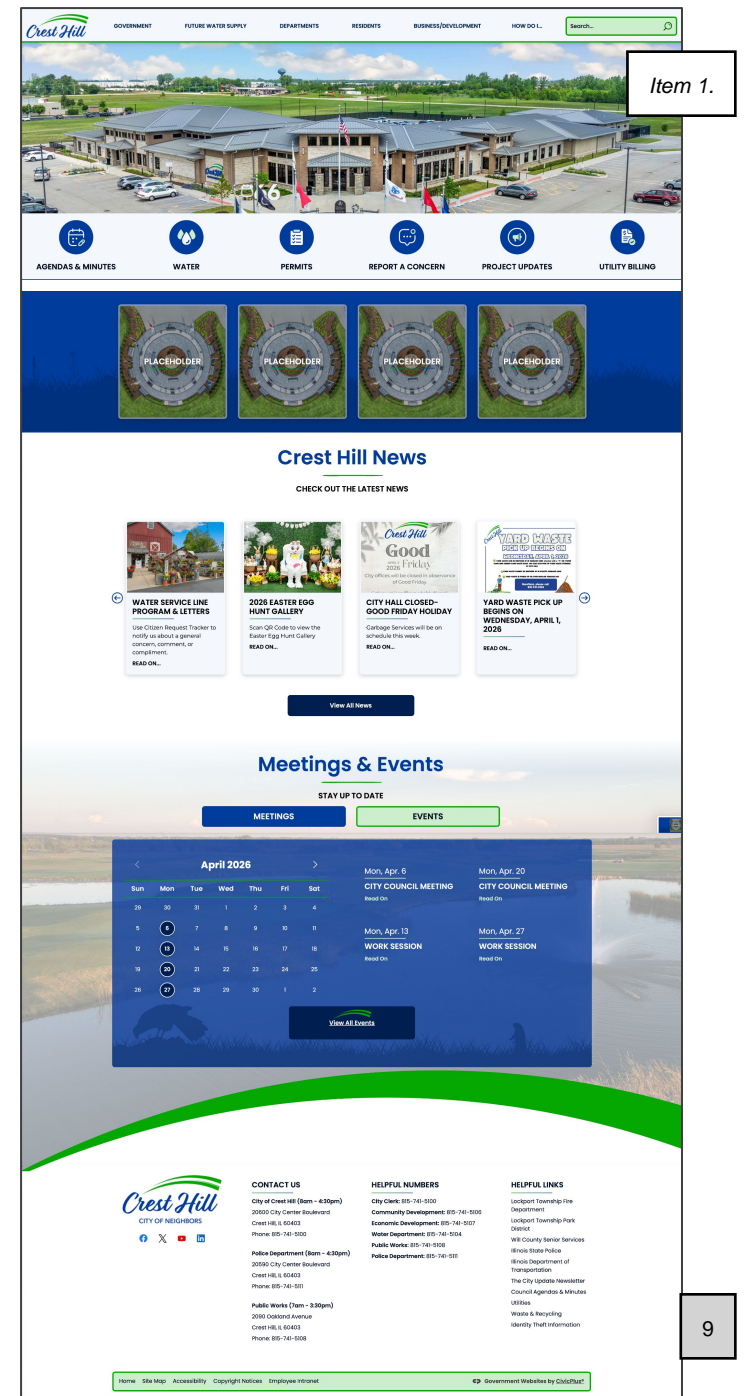 Crest Hill
GOVERNMENT
FUTURE WATER SUPPLY
DEPARTMENTS
RESIDENTS
BUSINESS/DEVELOPMENT
HOW DO I...
Search...
Item 1.
AGENDAS & MINUTES
WATER
PERMITS
REPORT A CONCERN
PROJECT UPDATES
UTILITY BILLING
PLACEHOLDER
PLACEHOLDER
PLACEHOLDER
PLACEHOLDER
Crest Hill News
CHECK OUT THE LATEST NEWS
WATER SERVICE LINE
PROGRAM & LETTERS
Use Citizen Request Tracker to
notify us about a general
concern, comment, or
compliment.
READ ON...
2026 EASTER EGG
HUNT GALLERY
Scan QR Code to view the
Easter Egg Hunt Gallery
READ ON...
Crest Hill
Good
APRIL 3
2026 Friday
City offices will be closed in observance
of Good Friday
CITY HALL CLOSED-
GOOD FRIDAY HOLIDAY
Garbage Services will be on
schedule this week.
READ ON...
Crest Hill
YARD WASTE
PICK UP BEGINS ON
WEDNESDAY, APRIL 1, 2026
YARD WASTE PICK UP
BEGINS ON
WEDNESDAY, APRIL 1,
2026
READ ON...
View All News
Meetings & Events
STAY UP TO DATE
MEETINGS
EVENTS
April 2026
Sun Mon Tue Wed Thu Fri Sat
29 30 31 1 2 3 4
5 6 7 8 9 10 11
12 13 14 15 16 17 18
19 20 21 22 23 24 25
26 27 28 29 30 1 2
Mon, Apr. 6
CITY COUNCIL MEETING
Read On
Mon, Apr. 20
CITY COUNCIL MEETING
Read On
Mon, Apr. 13
WORK SESSION
Read On
Mon, Apr. 27
WORK SESSION
Read On
View All Events
Crest Hill
CITY OF NEIGHBORS
CONTACT US
City of Crest Hill (8am - 4:30pm)
20600 City Center Boulevard
Crest Hill, IL 60403
Phone: 815-741-5100
Police Department (8am - 4:30pm)
20590 City Center Boulevard
Crest Hill, IL 60403
Phone: 815-741-5111
Public Works (7am - 3:30pm)
2090 Oakland Avenue
Crest Hill, IL 60403
Phone: 815-741-5108
HELPFUL NUMBERS
City Clerk: 815-741-5100
Community Development: 815-741-5106
Economic Development: 815-741-5107
Water Department: 815-741-5104
Public Works: 815-741-5108
Police Department: 815-741-5111
HELPFUL LINKS
Lockport Township Fire
Department
Lockport Township Park
District
Will County Senior Services
Illinois State Police
Illinois Department of
Transportation
The City Update Newsletter
Council Agendas & Minutes
Utilities
Waste & Recycling
Identity Theft Information
9
Home Site Map Accessibility Copyright Notices Employee Intranet
Government Websites by CivicPlus®